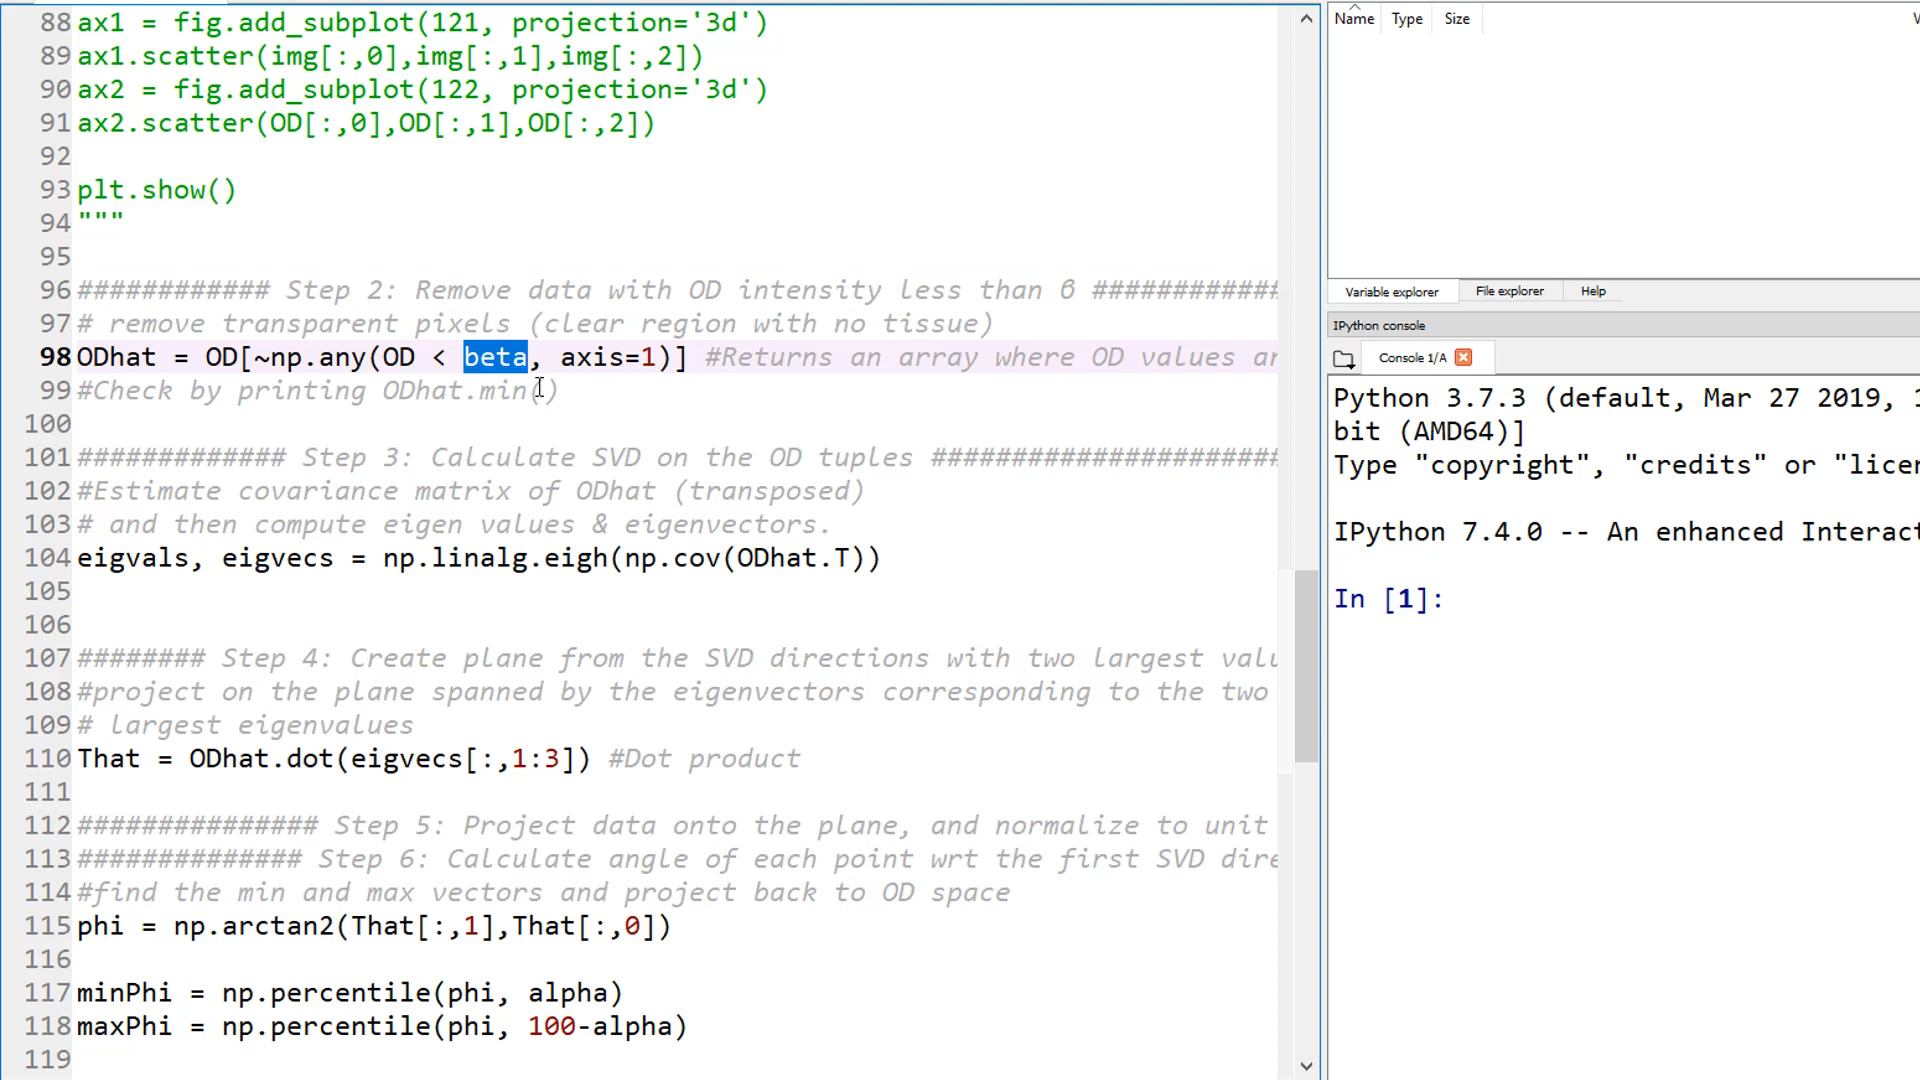 88 ax1 = fig.add_subplot(121, projection='3d')
89 ax1.scatter(img[:,0],img[:,1],img[:,2])
90 ax2 = fig.add_subplot(122, projection='3d')
91 ax2.scatter(OD[:,0],OD[:,1],OD[:,2])
92
93 plt.show()
94 """
95
96 ############ Step 2: Remove data with OD intensity less than β ############
97 # remove transparent pixels (clear region with no tissue)
98 ODhat = OD[~np.any(OD < beta, axis=1)] #Returns an array where OD values
99 #Check by printing ODhat.min()
100
101 ############# Step 3: Calculate SVD on the OD tuples ######################
102 #Estimate covariance matrix of ODhat (transposed)
103 # and then compute eigen values & eigenvectors.
104 eigvals, eigvecs = np.linalg.eigh(np.cov(ODhat.T))
105
106
107 ######## Step 4: Create plane from the SVD directions with two largest
108 #project on the plane spanned by the eigenvectors corresponding to the two
109 # largest eigenvalues
110 That = ODhat.dot(eigvecs[:,1:3]) #Dot product
111
112 ############### Step 5: Project data onto the plane, and normalize to unit
113 ############## Step 6: Calculate angle of each point wrt the first SVD
114 #find the min and max vectors and project back to OD space
115 phi = np.arctan2(That[:,1],That[:,0])
116
117 minPhi = np.percentile(phi, alpha)
118 maxPhi = np.percentile(phi, 100-alpha)
119
Name Type Size
Variable explorer File explorer Help
IPython console
Console 1/A
Python 3.7.3 (default, Mar 27 2019,
bit (AMD64)]
Type "copyright", "credits" or
IPython 7.4.0 -- An enhanced
In [1]: